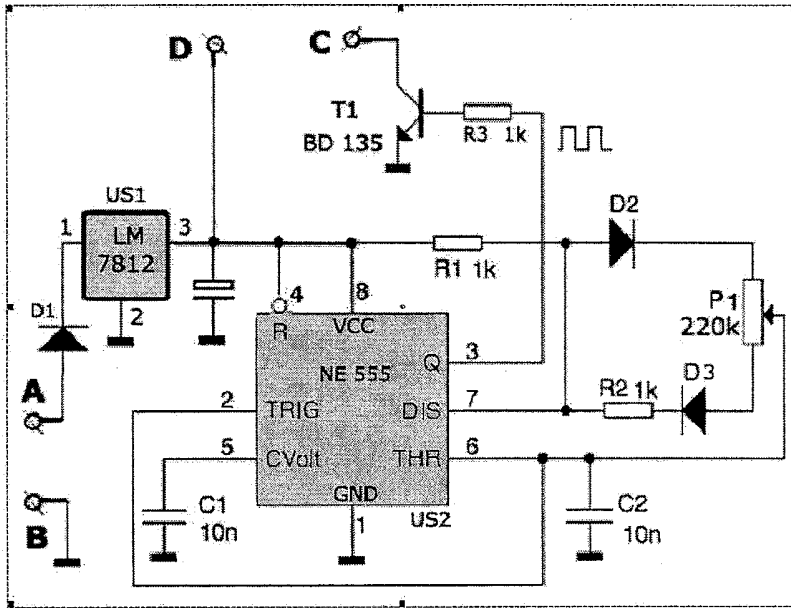 D
C
T1
BD 135
R3 1k
US1
1
LM
7812
3
2
D1
A
B
4
8
R
VCC
NE 555
Q
3
R1 1k
D2
P1
220k
R2 1k
D3
2
TRIG
DIS
7
5
CVolt
THR
6
GND
1
US2
C1
10n
C2
10n